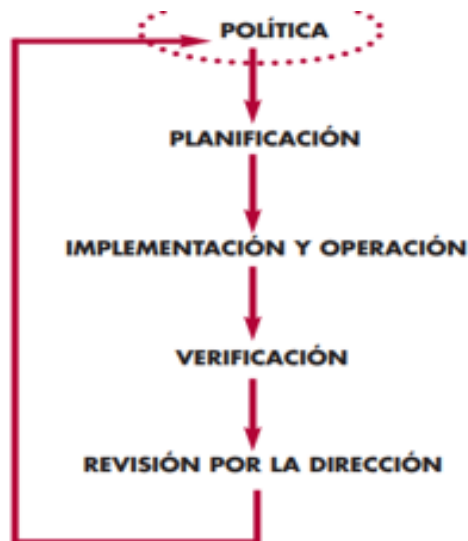 POLÍTICA
PLANIFICACIÓN
IMPLEMENTACIÓN Y OPERACIÓN
VERIFICACIÓN
REVISIÓN POR LA DIRECCIÓN